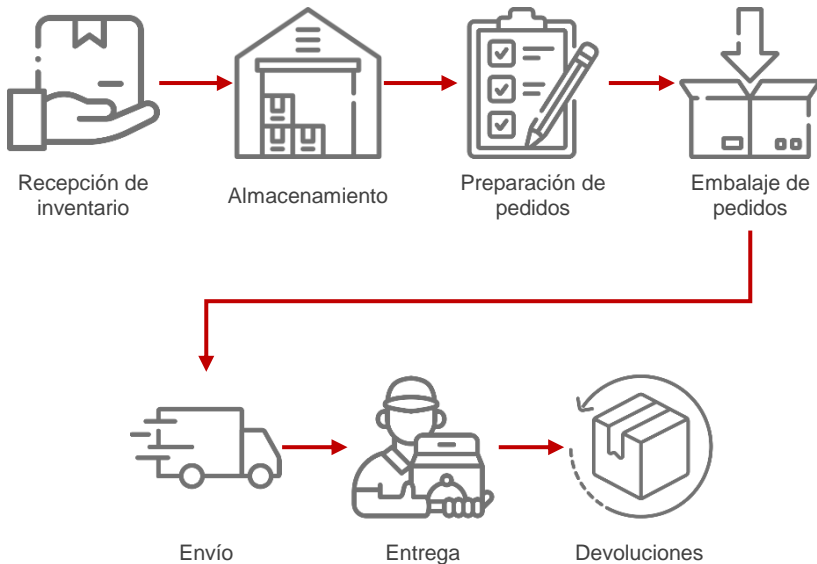 Recepción de
inventario
Almacenamiento
Preparación de
pedidos
Embalaje de
pedidos
Envío
Entrega
Devoluciones